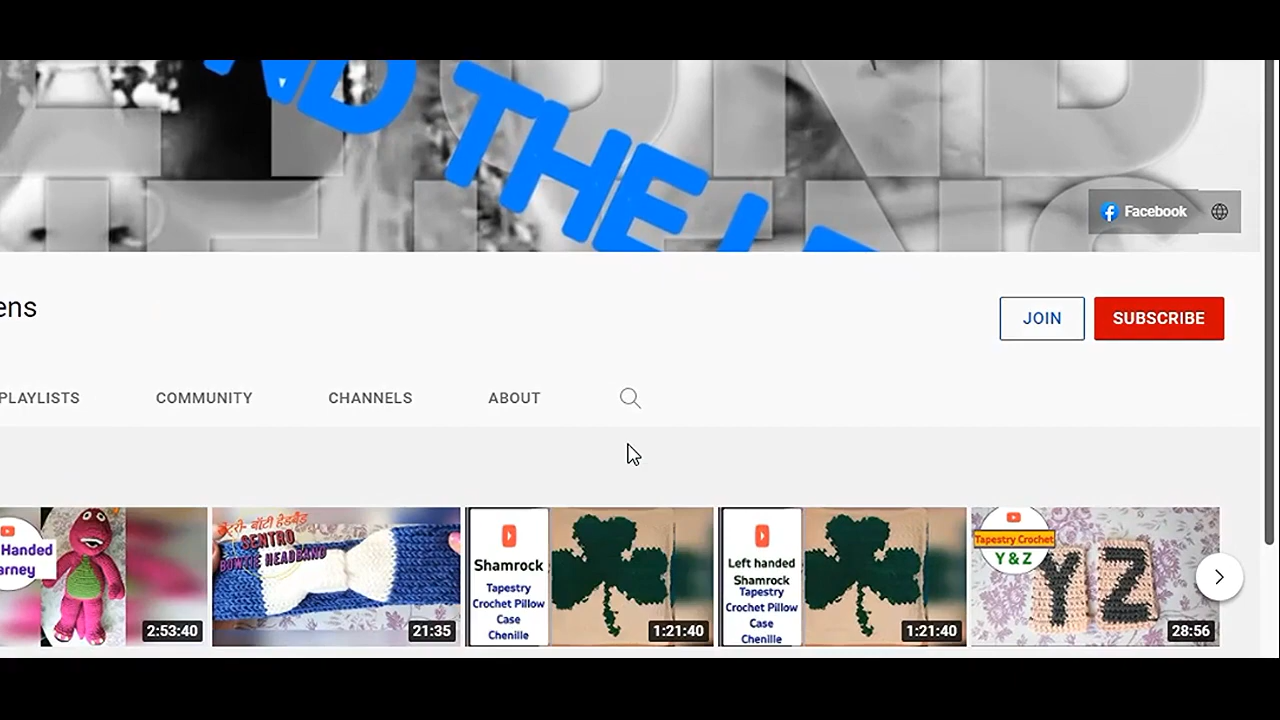 ND THE L
Facebook
ens
JOIN
SUBSCRIBE
PLAYLISTS
COMMUNITY
CHANNELS
ABOUT
Handed
arney
2:53:40
बॉटी हेडबैंड
SENTRO
BOWTIE HEADBAND
21:35
Shamrock
Tapestry
Crochet Pillow
Case
Chenille
1:21:40
Left handed
Shamrock
Tapestry
Crochet Pillow
Case
Chenille
1:21:40
Tapestry Crochet
Y & Z
YZ
28:56